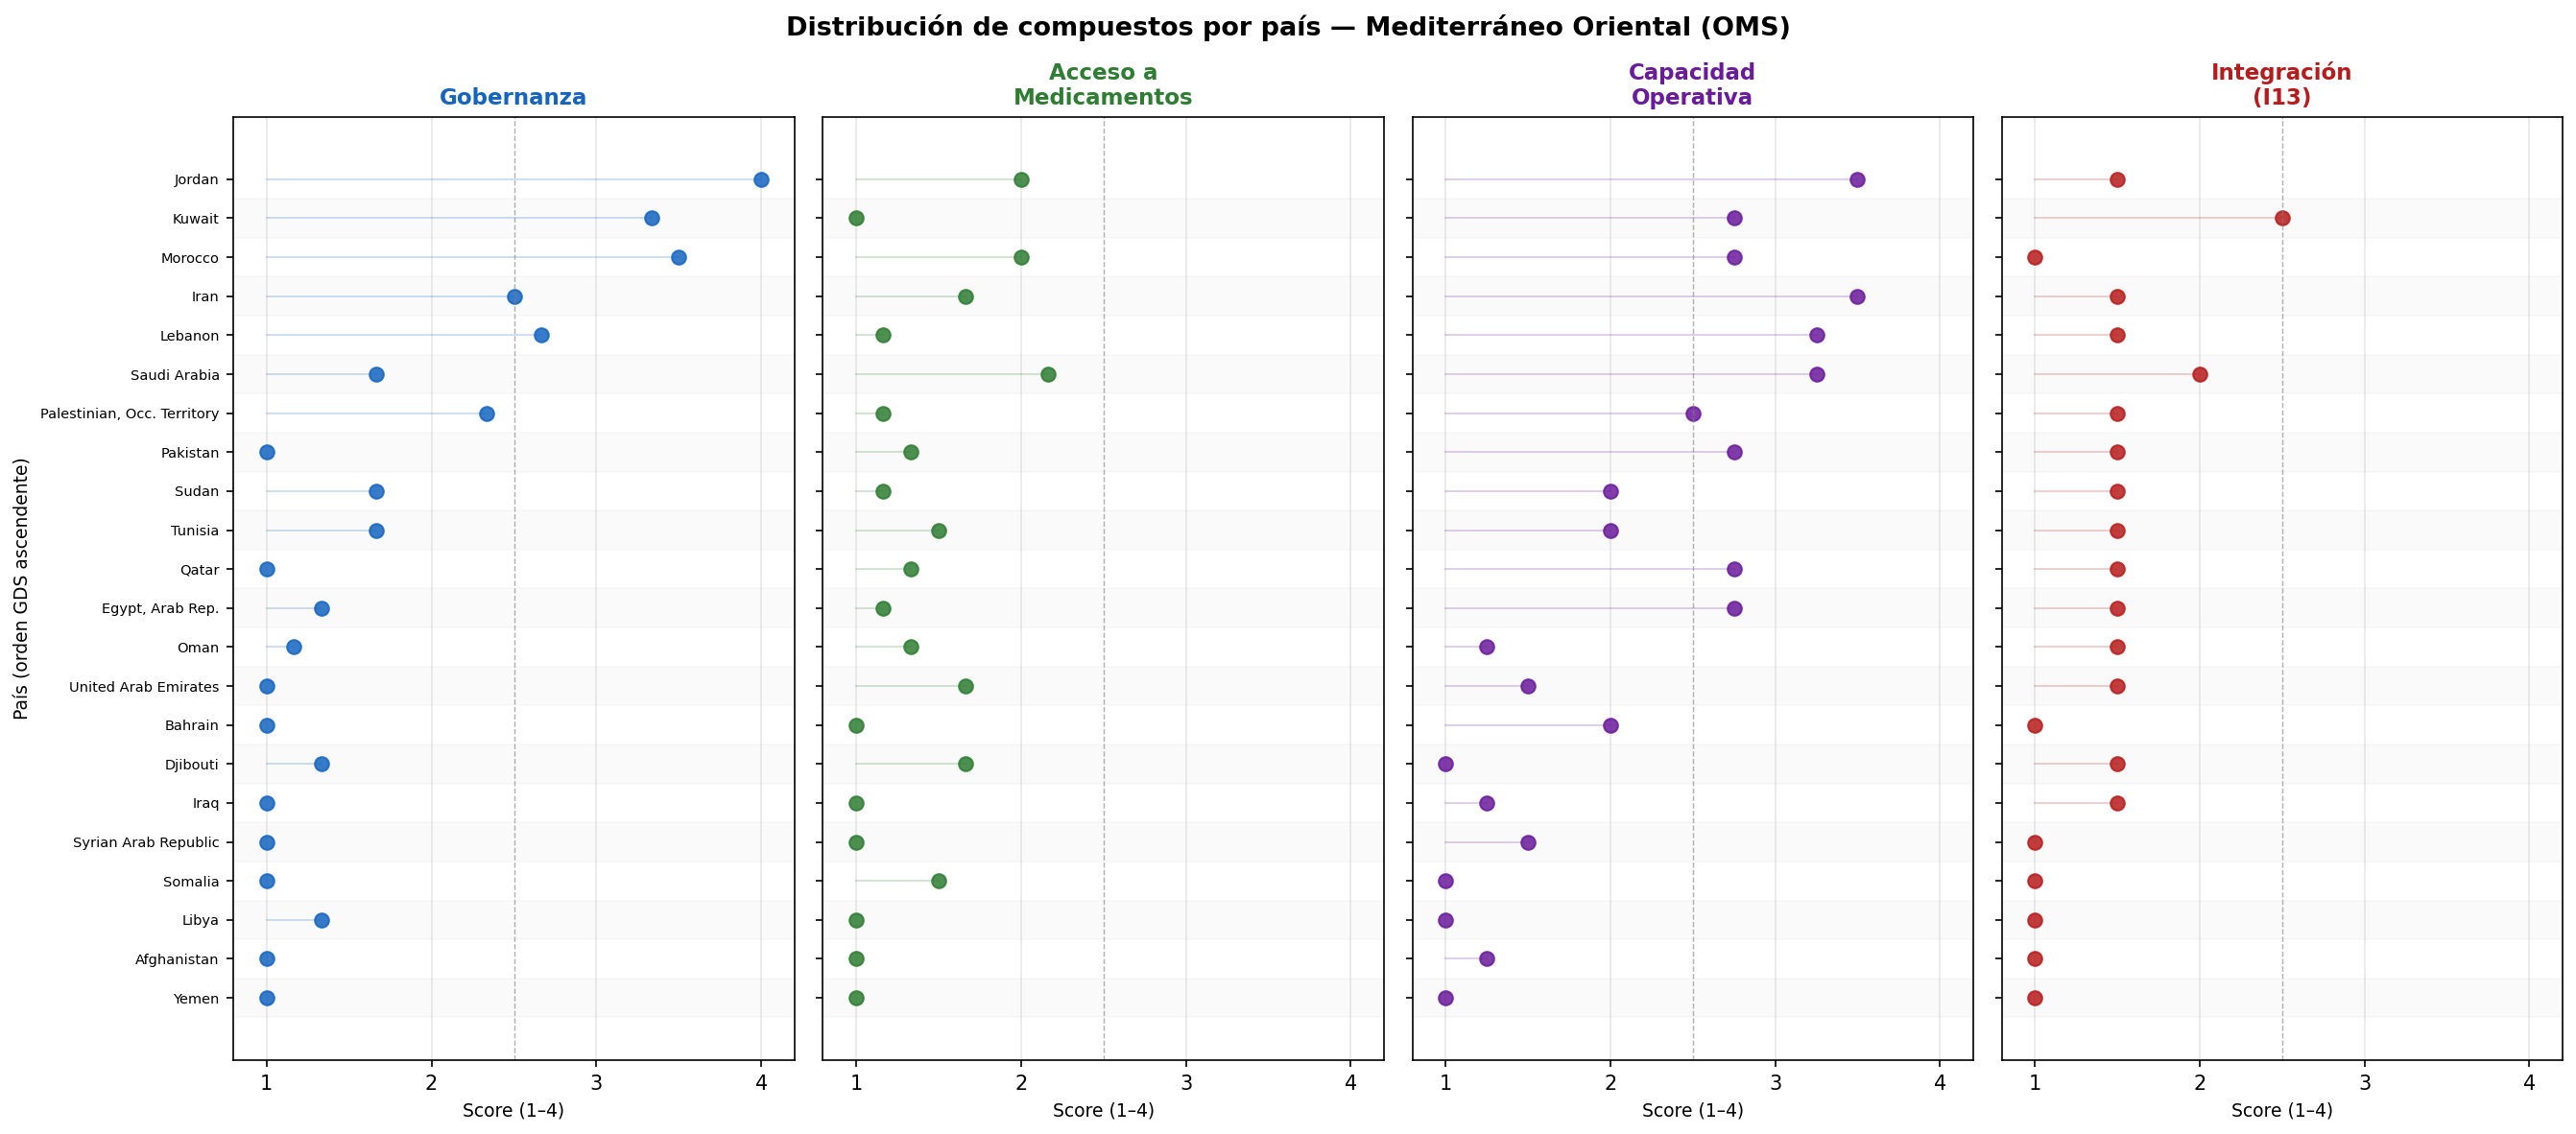 Distribución de compuestos por país — Mediterráneo Oriental (OMS)
Gobernanza
Acceso a
Medicamentos
Capacidad
Operativa
Integración
(I13)
País (orden GDS ascendente)
Jordan
Kuwait
Morocco
Iran
Lebanon
Saudi Arabia
Palestinian, Occ. Territory
Pakistan
Sudan
Tunisia
Qatar
Egypt, Arab Rep.
Oman
United Arab Emirates
Bahrain
Djibouti
Iraq
Syrian Arab Republic
Somalia
Libya
Afghanistan
Yemen
1 2 3 4
Score (1–4)
1 2 3 4
Score (1–4)
1 2 3 4
Score (1–4)
1 2 3 4
Score (1–4)